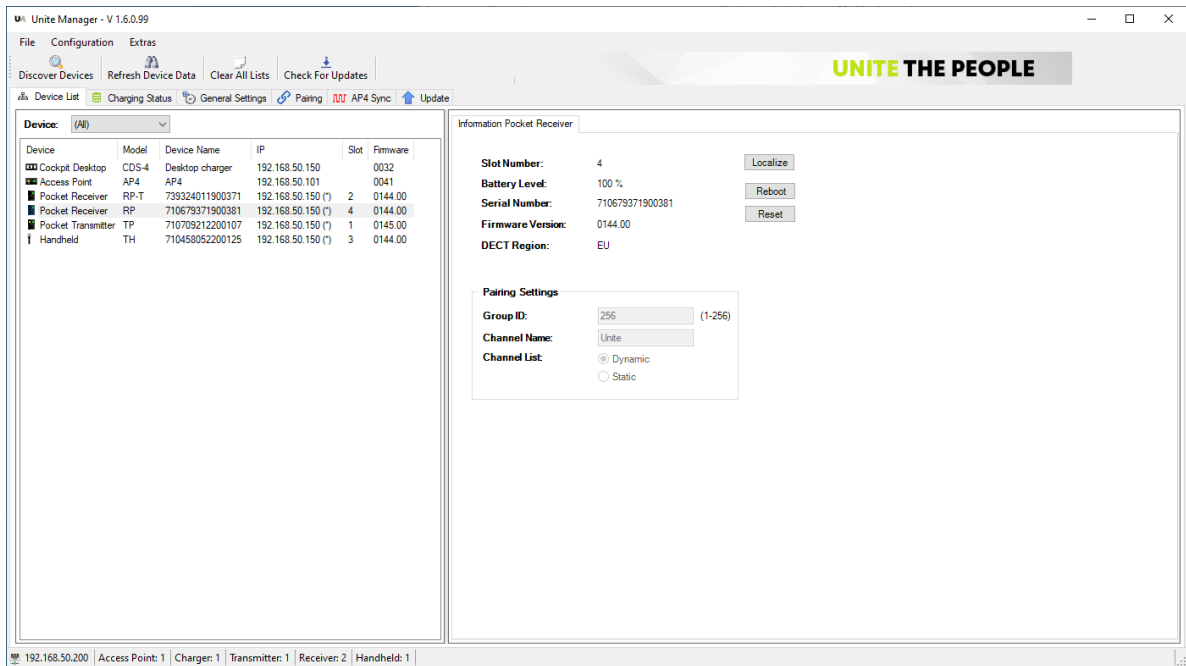 UA Unite Manager - V 1.6.0.99
File Configuration Extras
Discover Devices Refresh Device Data Clear All Lists Check For Updates
UNITE THE PEOPLE
Device List Charging Status General Settings Pairing AP4 Sync Update
Device: (All)
Device Model Device Name IP Slot Firmware
Cockpit Desktop CDS-4 Desktop charger 192.168.50.150 0032
Access Point AP4 AP4 192.168.50.101 0041
Pocket Receiver RP-T 739324011900371 192.168.50.150 (*) 2 0144.00
Pocket Receiver RP 710679371900381 192.168.50.150 (*) 4 0144.00
Pocket Transmitter TP 710709212200107 192.168.50.150 (*) 1 0145.00
Handheld TH 710458052200125 192.168.50.150 (*) 3 0144.00
Information Pocket Receiver
Slot Number: 4 Localize
Battery Level: 100 % Reboot
Serial Number: 710679371900381 Reset
Firmware Version: 0144.00
DECT Region: EU
Pairing Settings
Group ID: 256 (1-256)
Channel Name: Unite
Channel List: Dynamic
Static
192.168.50.200 Access Point: 1 Charger: 1 Transmitter: 1 Receiver: 2 Handheld: 1